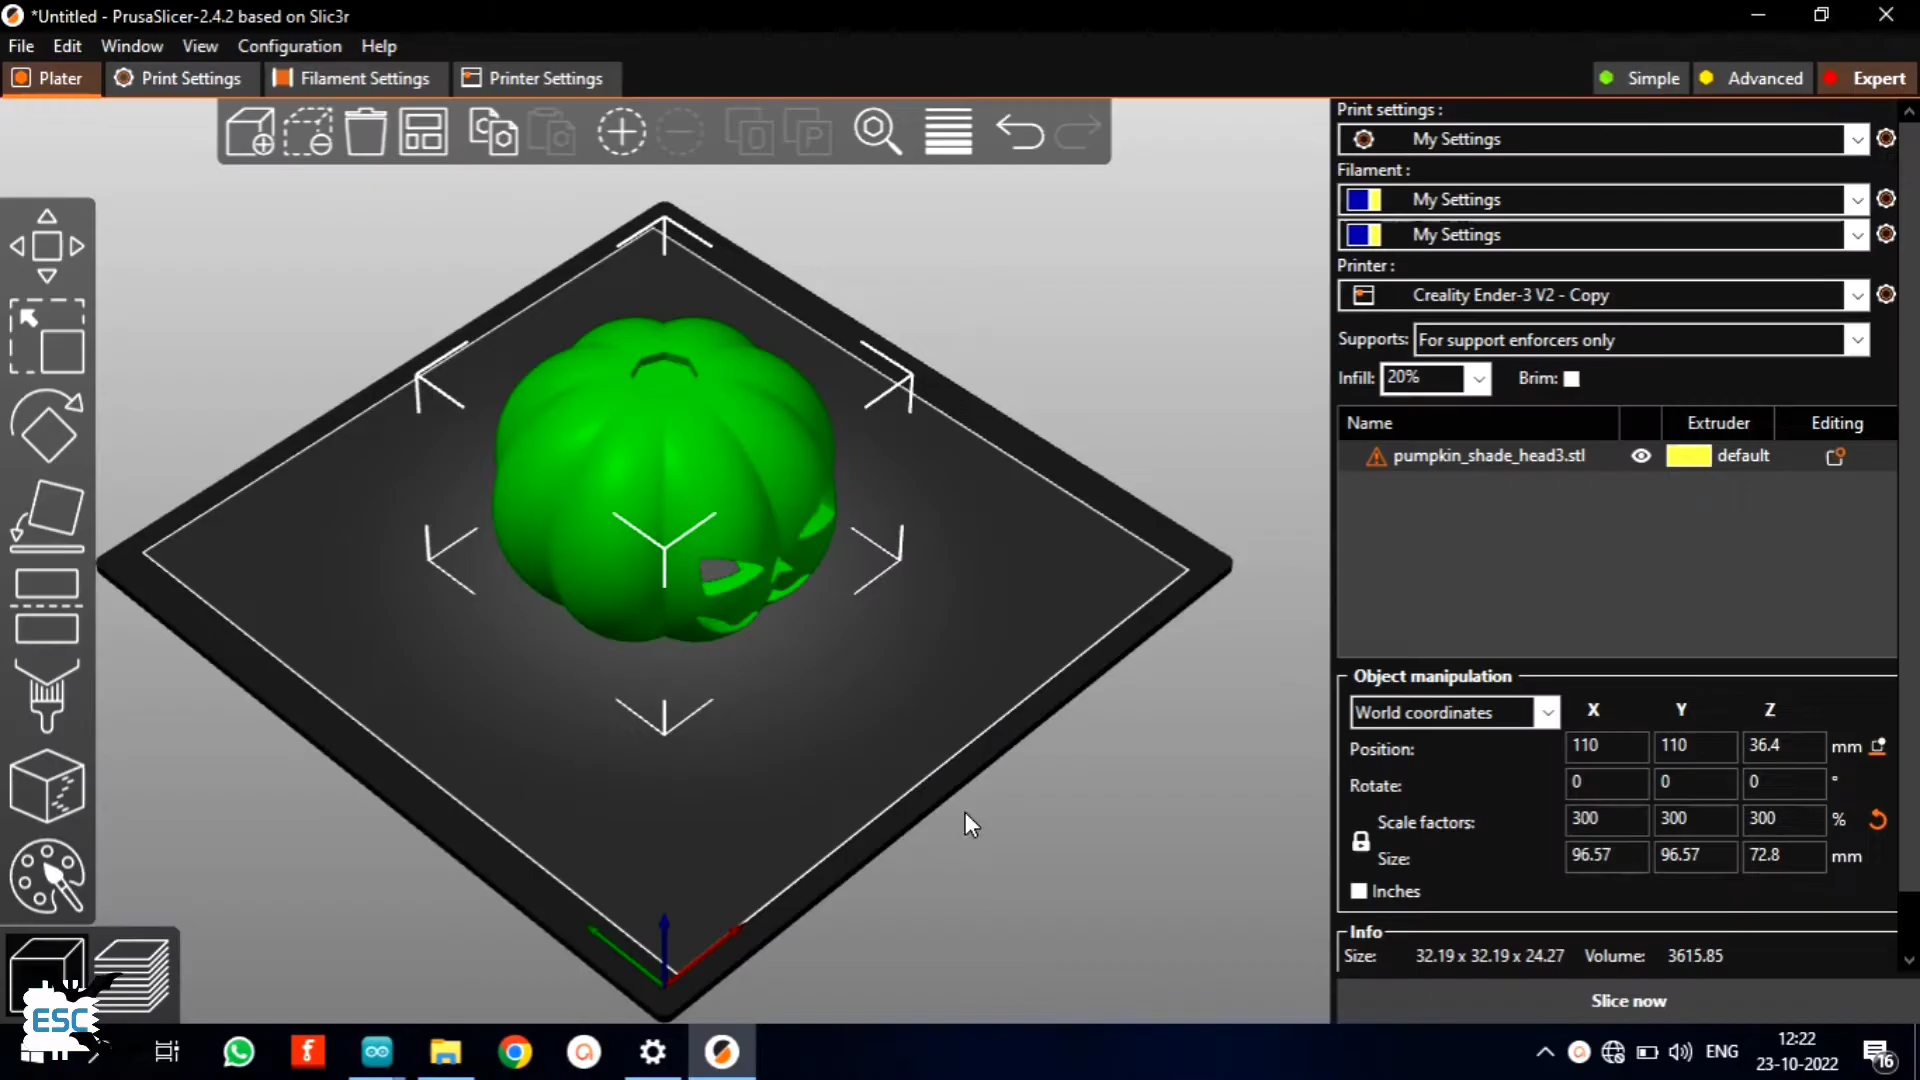 *Untitled - PrusaSlicer-2.4.2 based on Slic3r
File Edit Window View Configuration Help
Plater Print Settings Filament Settings Printer Settings Simple Advanced Expert
Print settings :
My Settings
Filament :
My Settings
My Settings
Printer :
Creality Ender-3 V2 - Copy
Supports: For support enforcers only
Infill: 20% Brim:
Name Extruder Editing
pumpkin_shade_head3.stl default
Object manipulation
World coordinates X Y Z
Position: 110 110 36.4 mm
Rotate: 0 0 0 °
Scale factors: 300 300 300 %
Size: 96.57 96.57 72.8 mm
Inches
Info
Size: 32.19 x 32.19 x 24.27 Volume: 3615.85
Slice now
ESC
ENG
12:22
23-10-2022
16